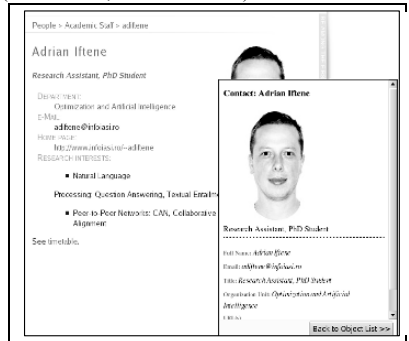 People > Academic Staff > adiftene
Adrian Iftene
Research Assistant, PhD Student
DEPARTMENT:
Optimization and Artificial Intelligence
E-MAIL
adiftene@infoiasi.ro
HOME PAGE:
http://www.infoiasi.ro/~adiftene
RESEARCH INTERESTS:
Natural Language
Processing: Question Answering, Textual Entailm
Peer-to-Peer Networks: CAN, Collaborative
Alignment
See timetable.
Contact: Adrian Iftene
Research Assistant, PhD Student
Full Name: Adrian Iftene
Email: adiftene@infoiasi.ro
Title: Research Assistant, PhD Student
Organization Unit: Optimization and Artificial
Intelligence
Back to Object List >>